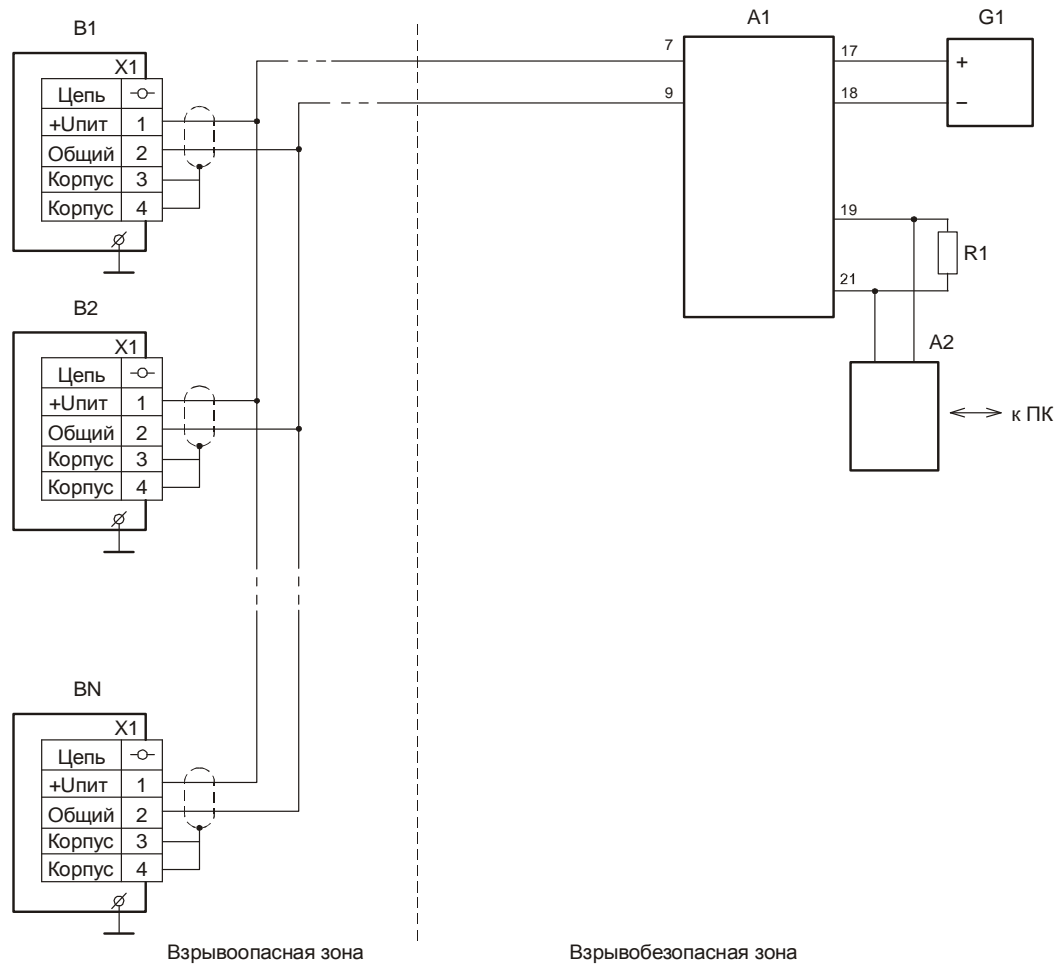 B1
X1
Цепь
+Uпит 1
Общий 2
Корпус 3
Корпус 4
B2
X1
Цепь
+Uпит 1
Общий 2
Корпус 3
Корпус 4
BN
X1
Цепь
+Uпит 1
Общий 2
Корпус 3
Корпус 4
A1
7
9
17
18
19
21
G1
+
−
R1
A2
к ПК
Взрывоопасная зона
Взрывобезопасная зона